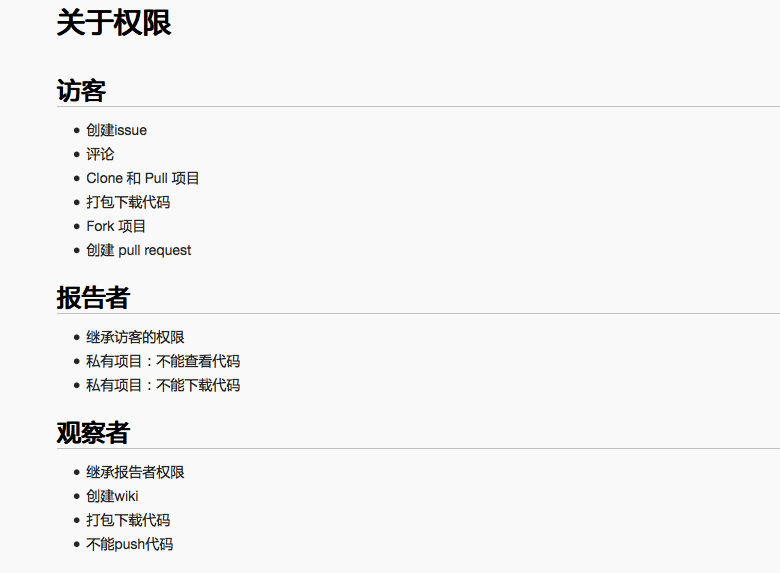 关于权限
访客
创建issue
评论
Clone 和 Pull 项目
打包下载代码
Fork 项目
创建 pull request
报告者
继承访客的权限
私有项目：不能查看代码
私有项目：不能下载代码
观察者
继承报告者权限
创建wiki
打包下载代码
不能push代码